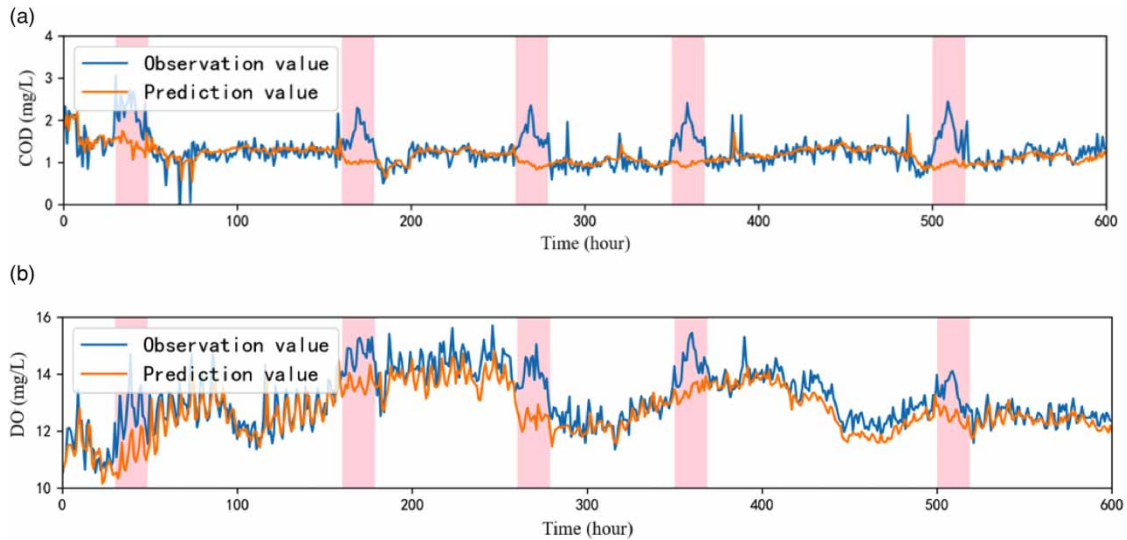 (a)
4
3
2
1
0
COD (mg/L)
Observation value
Prediction value
0 100 200 300 400 500 600
Time (hour)
(b)
16
14
12
10
DO (mg/L)
Observation value
Prediction value
0 100 200 300 400 500 600
Time (hour)